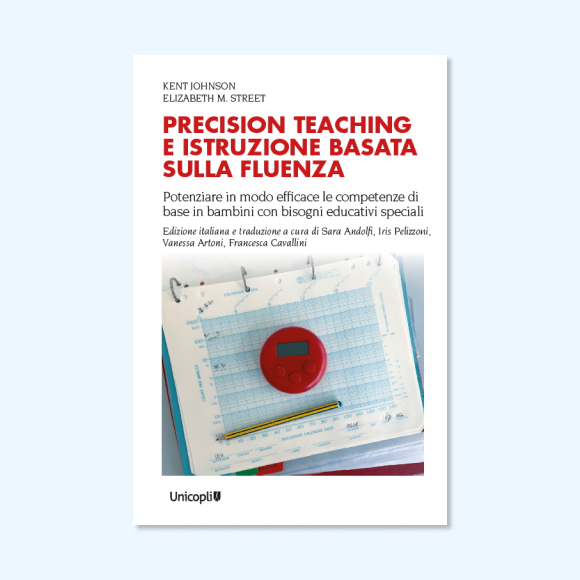 KENT JOHNSON
ELIZABETH M. STREET
PRECISION TEACHING
E ISTRUZIONE BASATA
SULLA FLUENZA
Potenziare in modo efficace le competenze di
base in bambini con bisogni educativi speciali
Edizione italiana e traduzione a cura di Sara Andolfi, Iris Pelizzoni,
Vanessa Artoni, Francesca Cavallini
Unicopli